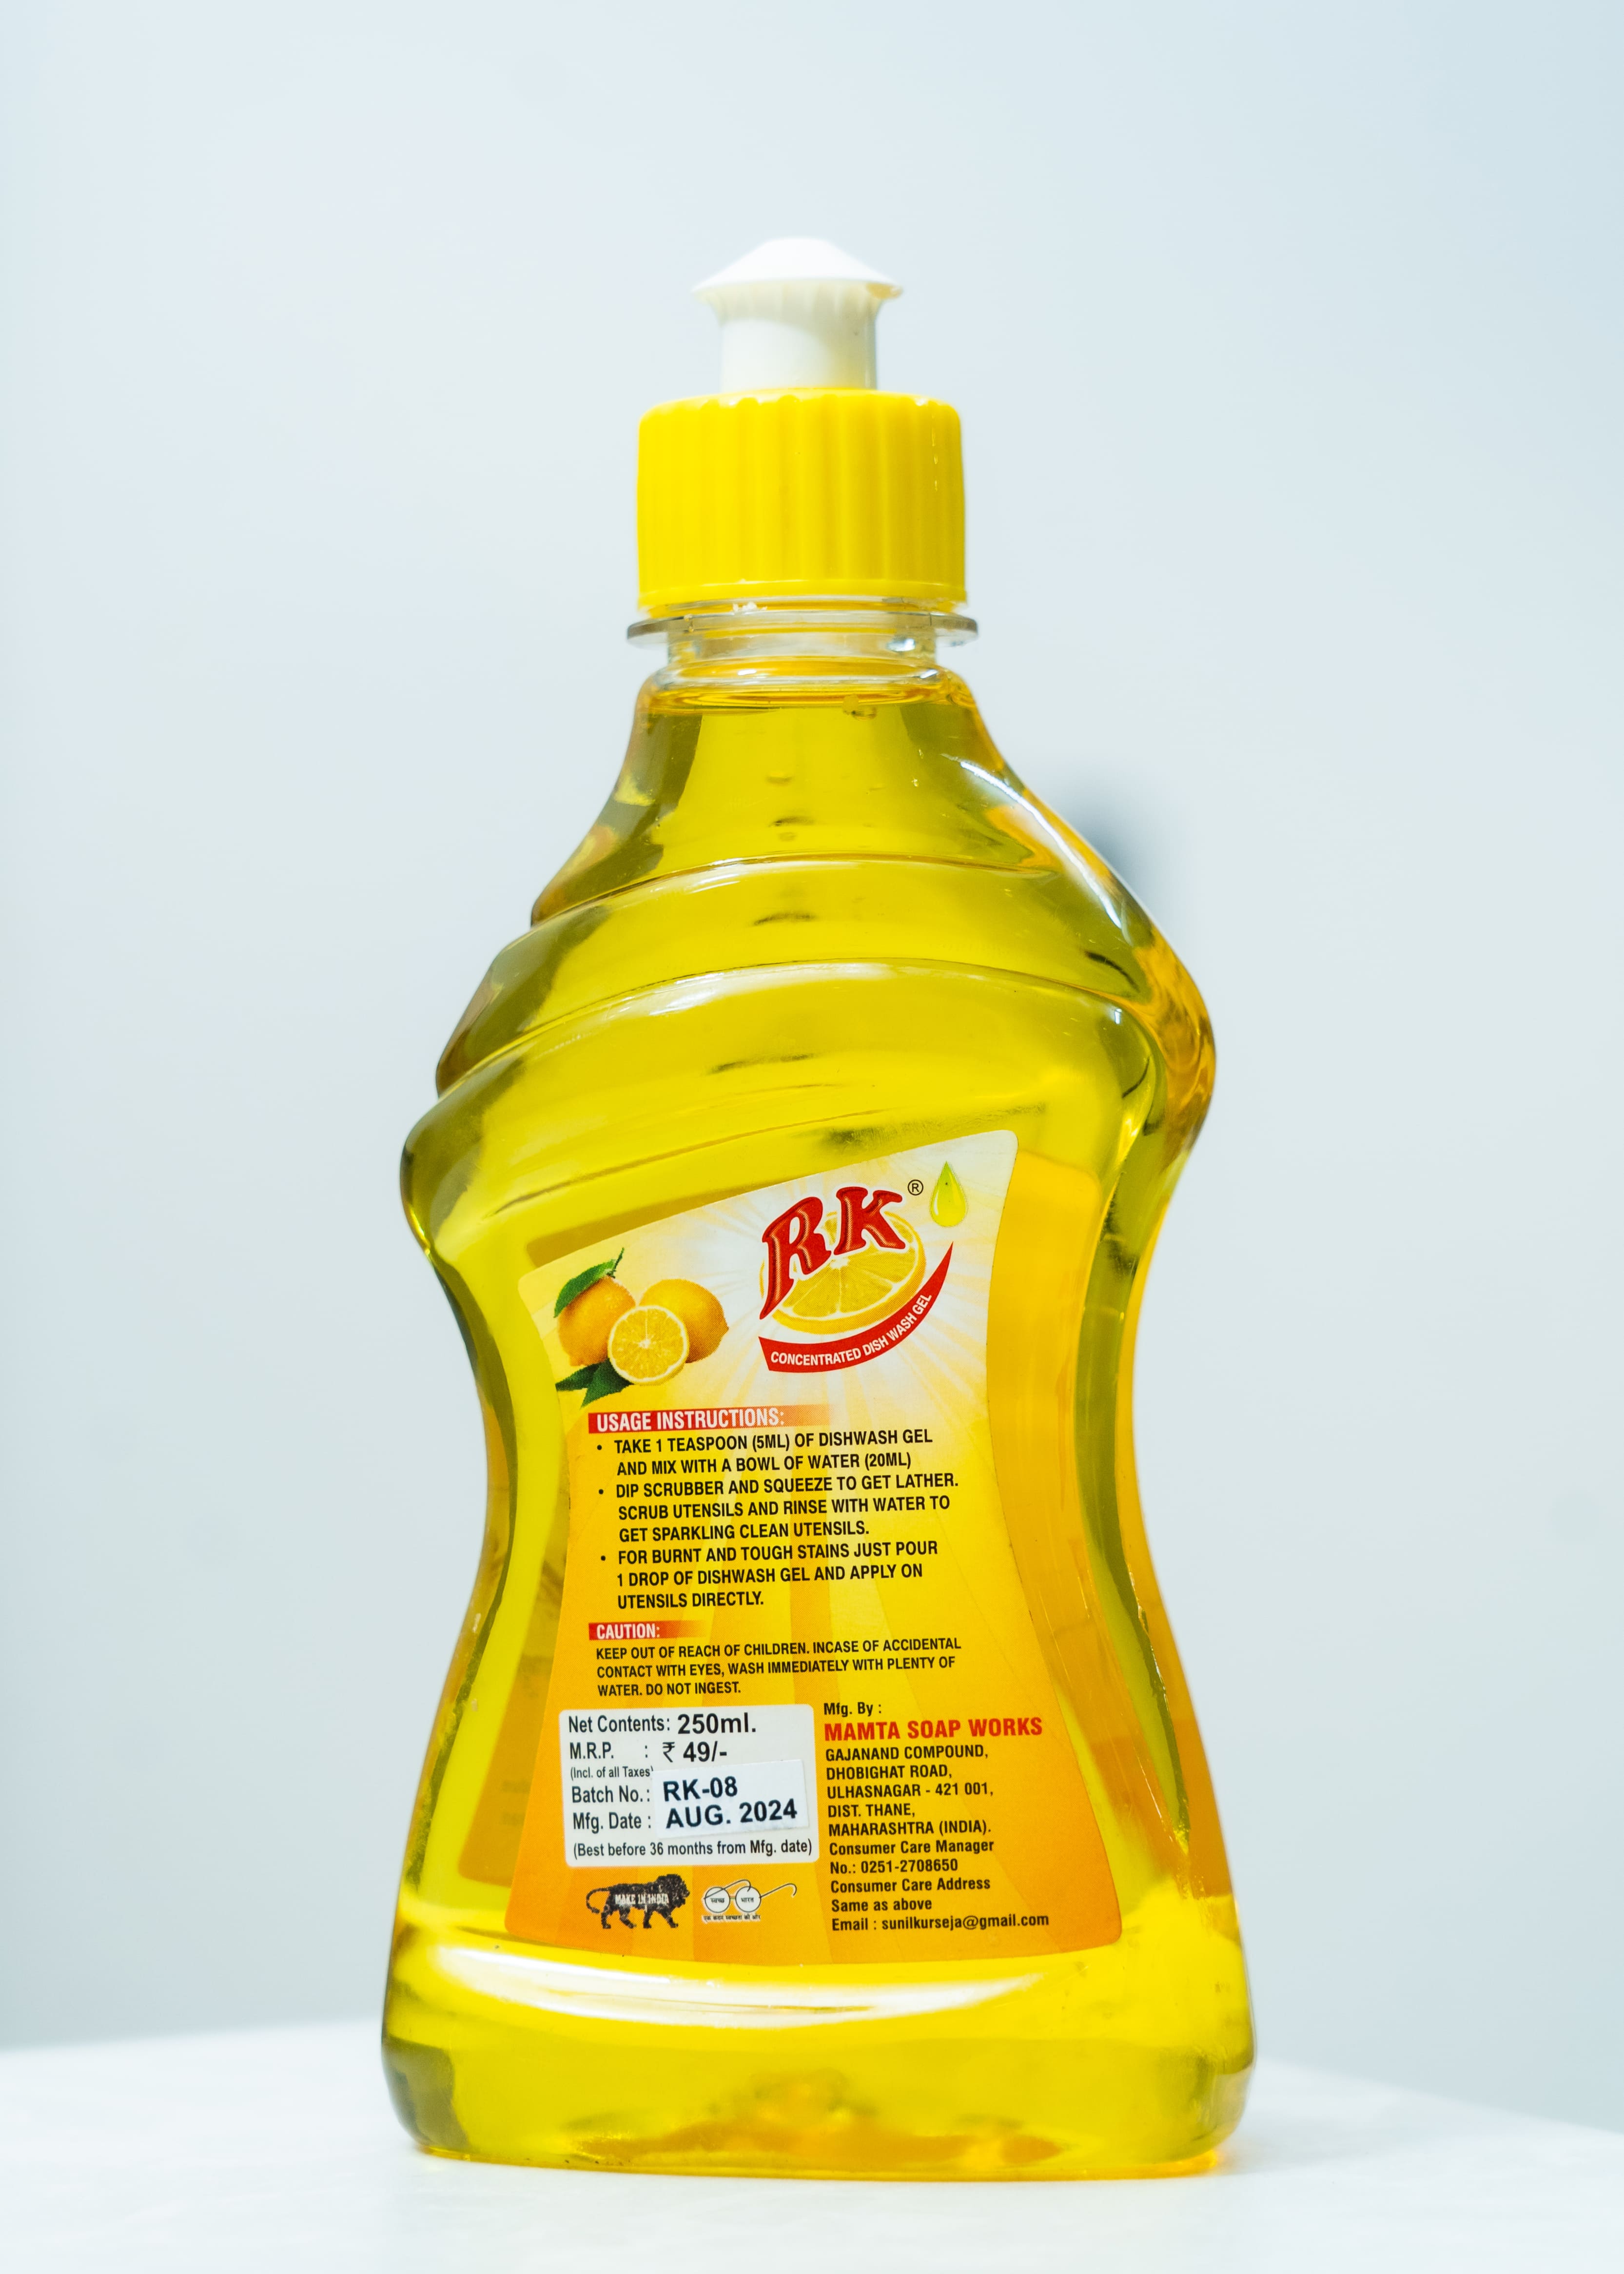 RK®
CONCENTRATED DISH WASH GEL
USAGE INSTRUCTIONS:
• TAKE 1 TEASPOON (5ML) OF DISHWASH GEL
AND MIX WITH A BOWL OF WATER (20ML)
• DIP SCRUBBER AND SQUEEZE TO GET LATHER.
SCRUB UTENSILS AND RINSE WITH WATER TO
GET SPARKLING CLEAN UTENSILS.
• FOR BURNT AND TOUGH STAINS JUST POUR
1 DROP OF DISHWASH GEL AND APPLY ON
UTENSILS DIRECTLY.
CAUTION:
KEEP OUT OF REACH OF CHILDREN. INCASE OF ACCIDENTAL
CONTACT WITH EYES, WASH IMMEDIATELY WITH PLENTY OF
WATER. DO NOT INGEST.
Net Contents: 250ml.
M.R.P. : ₹ 49/-
(Incl. of all Taxes)
Batch No.: RK-08
Mfg. Date : AUG. 2024
(Best before 36 months from Mfg. date)
MAKE IN INDIA
स्वच्छ भारत
एक कदम स्वच्छता की ओर
Mfg. By :
MAMTA SOAP WORKS
GAJANAND COMPOUND,
DHOBIGHAT ROAD,
ULHASNAGAR - 421 001,
DIST. THANE,
MAHARASHTRA (INDIA).
Consumer Care Manager
No.: 0251-2708650
Consumer Care Address
Same as above
Email : sunilkurseja@gmail.com